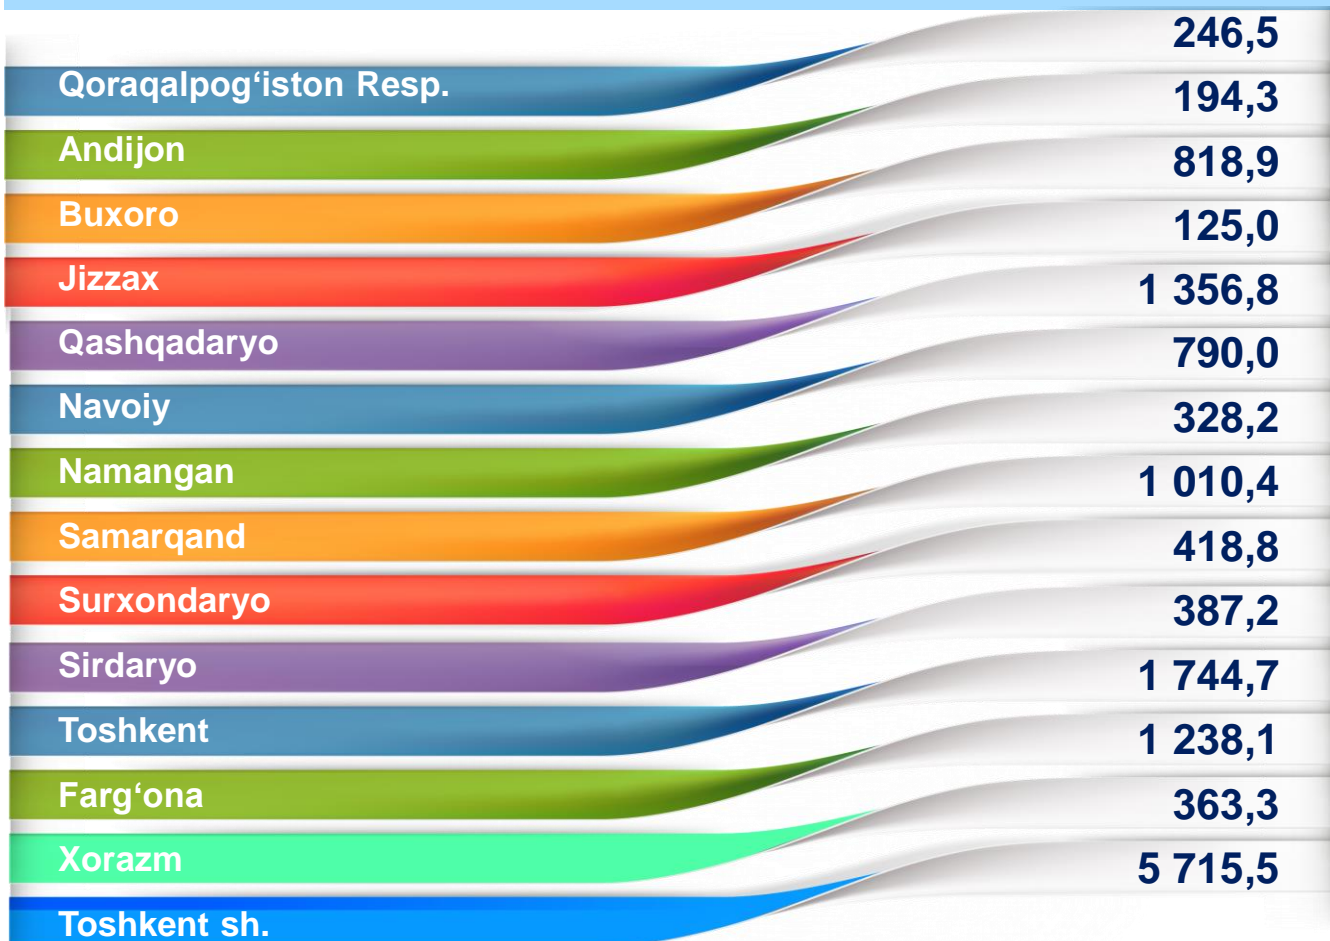 246,5
Qoraqalpog‘iston Resp.
194,3
Andijon
818,9
Buxoro
125,0
Jizzax
1 356,8
Qashqadaryo
790,0
Navoiy
328,2
Namangan
1 010,4
Samarqand
418,8
Surxondaryo
387,2
Sirdaryo
1 744,7
Toshkent
1 238,1
Farg‘ona
363,3
Xorazm
5 715,5
Toshkent sh.